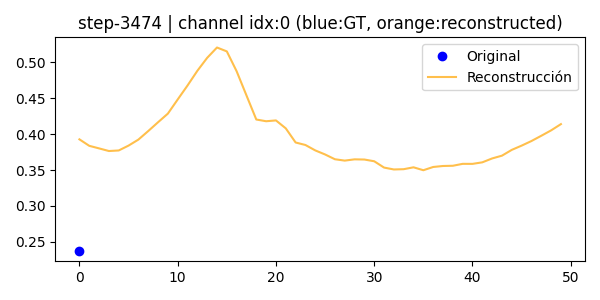 step-3474 | channel idx:0 (blue:GT, orange:reconstructed)
Original
Reconstrucción
0.50
0.45
0.40
0.35
0.30
0.25
0 10 20 30 40 50